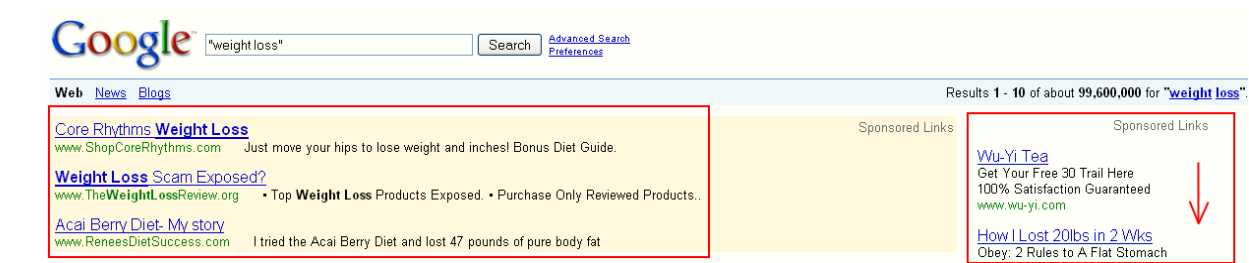 Google™
"weight loss"
Search
Advanced Search
Preferences
Web News Blogs
Results 1 - 10 of about 99,600,000 for "weight loss".
Core Rhythms Weight Loss
www.ShopCoreRhythms.com Just move your hips to lose weight and inches! Bonus Diet Guide.
Weight Loss Scam Exposed?
www.TheWeightLossReview.org • Top Weight Loss Products Exposed. • Purchase Only Reviewed Products..
Acai Berry Diet- My story
www.ReneesDietSuccess.com I tried the Acai Berry Diet and lost 47 pounds of pure body fat
Sponsored Links
Sponsored Links
Wu-Yi Tea
Get Your Free 30 Trail Here
100% Satisfaction Guaranteed
www.wu-yi.com
How I Lost 20lbs in 2 Wks
Obey: 2 Rules to A Flat Stomach